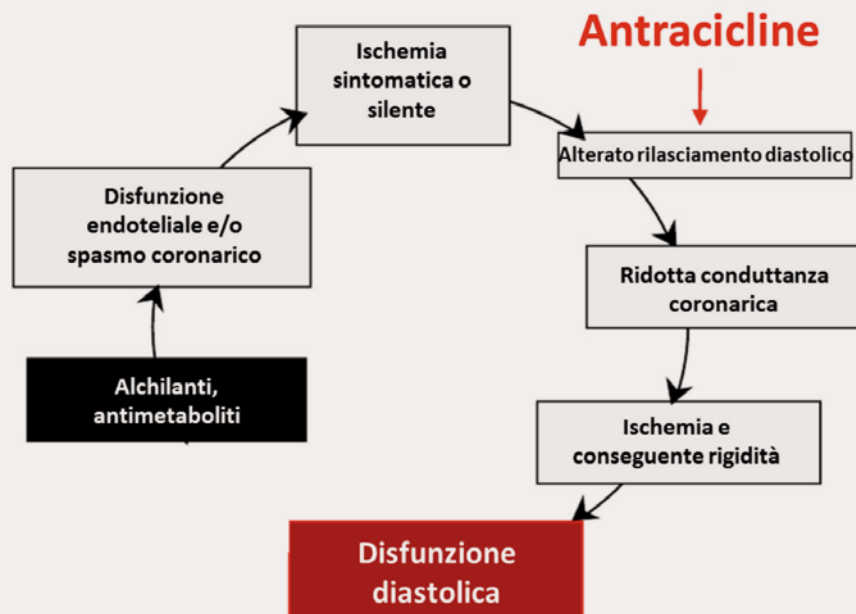 Antracicline
Ischemia
sintomatica o
silente
Alterato rilasciamento diastolico
Disfunzione
endoteliale e/o
spasmo coronarico
Ridotta conduttanza
coronarica
Alchilanti,
antimetaboliti
Ischemia e
conseguente rigidità
Disfunzione
diastolica